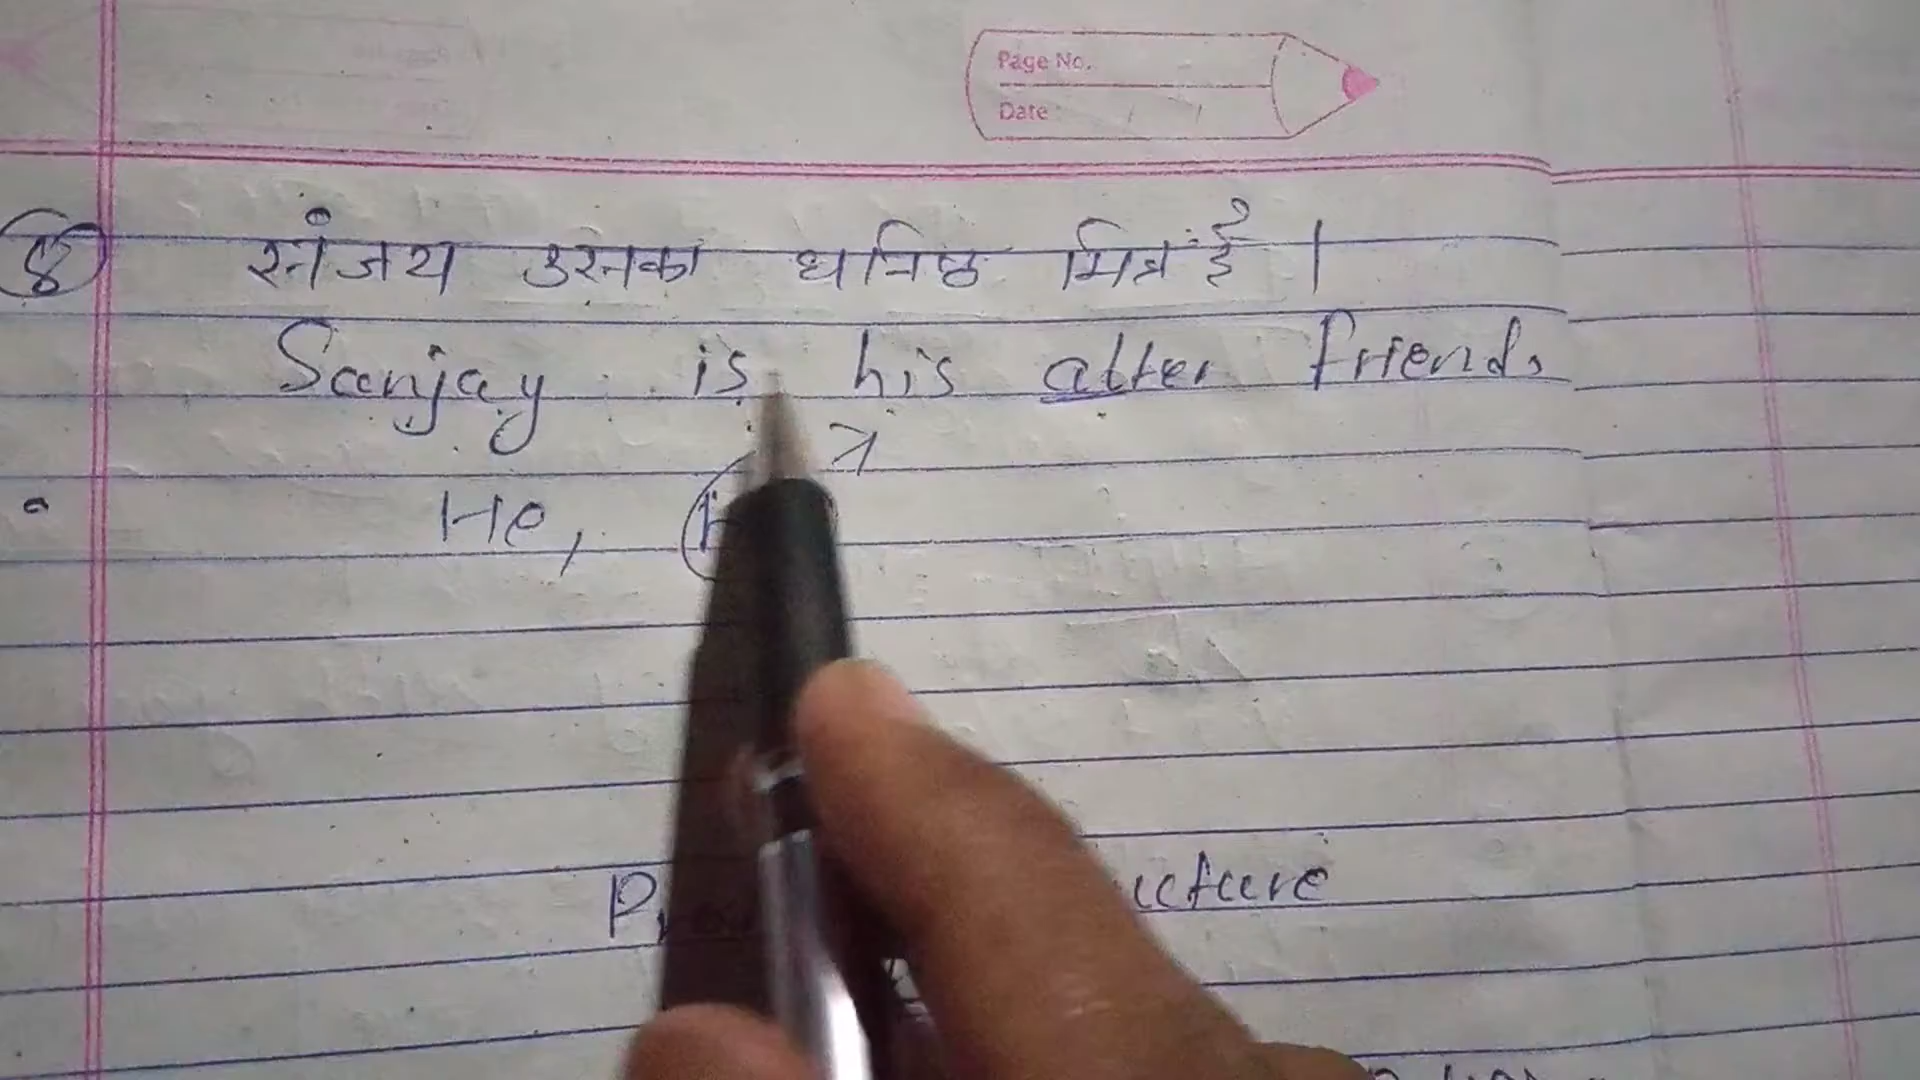 Page No.
Date
8 संजय उसका घनिष्ठ मित्र है ।
Sanjay is his alter friend.
He,